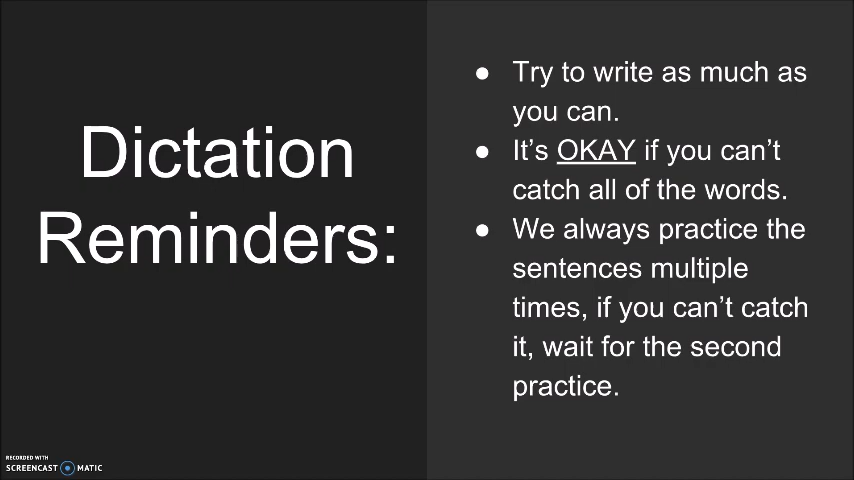 Dictation
Reminders:
● Try to write as much as
you can.
● It's OKAY if you can't
catch all of the words.
● We always practice the
sentences multiple
times, if you can't catch
it, wait for the second
practice.
RECORDED WITH
SCREENCAST MATIC